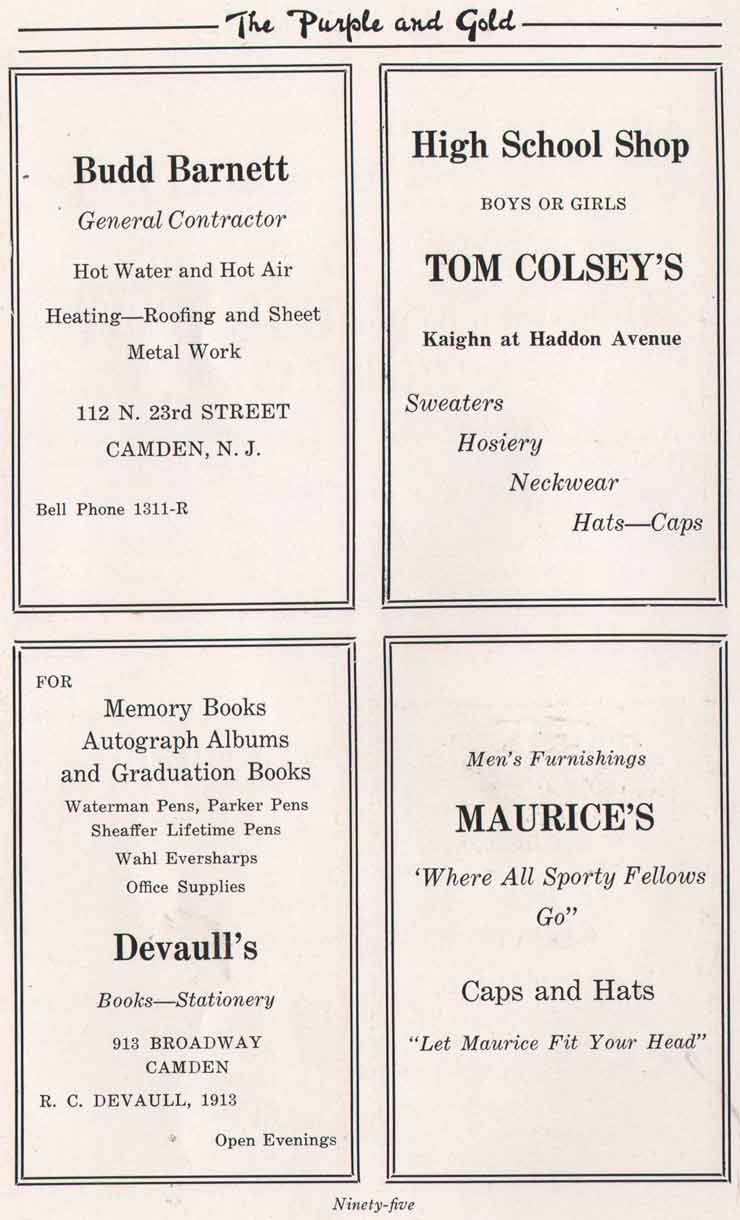 The Purple and Gold
Budd Barnett
General Contractor
Hot Water and Hot Air
Heating—Roofing and Sheet
Metal Work
112 N. 23rd STREET
CAMDEN, N. J.
Bell Phone 1311-R
High School Shop
BOYS OR GIRLS
TOM COLSEY'S
Kaighn at Haddon Avenue
Sweaters
Hosiery
Neckwear
Hats—Caps
FOR
Memory Books
Autograph Albums
and Graduation Books
Waterman Pens, Parker Pens
Sheaffer Lifetime Pens
Wahl Eversharps
Office Supplies
Devaull's
Books—Stationery
913 BROADWAY
CAMDEN
R. C. DEVAULL, 1913
Open Evenings
Men's Furnishings
MAURICE'S
‘Where All Sporty Fellows
Go”
Caps and Hats
“Let Maurice Fit Your Head”
Ninety-five